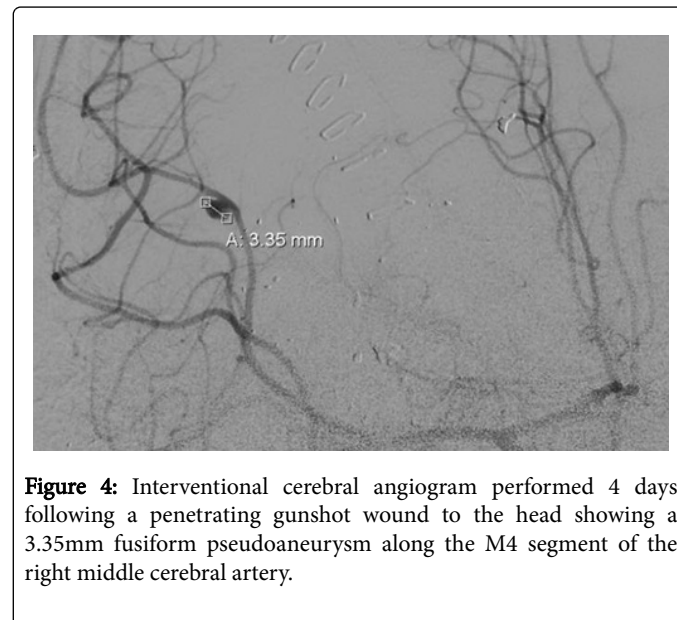 A: 3.35 mm
Figure 4: Interventional cerebral angiogram performed 4 days
following a penetrating gunshot wound to the head showing a
3.35mm fusiform pseudoaneurysm along the M4 segment of the
right middle cerebral artery.